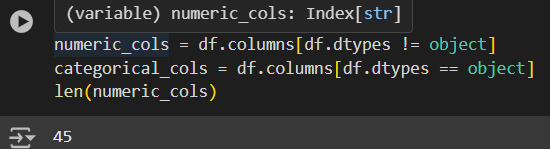 (variable) numeric_cols: Index[str]
numeric_cols = df.columns[df.dtypes != object]
categorical_cols = df.columns[df.dtypes == object]
len(numeric_cols)
45